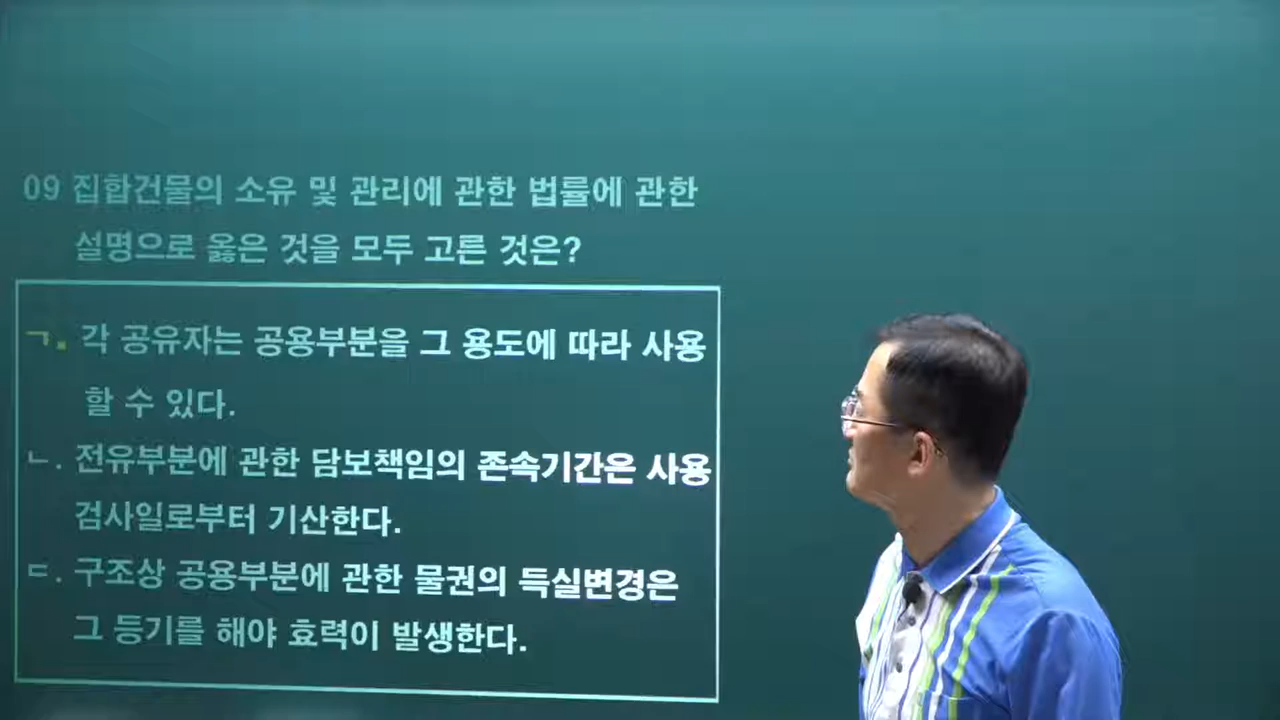 09 집합건물의 소유 및 관리에 관한 법률에 관한
설명으로 옳은 것을 모두 고른 것은?
ㄱ. 각 공유자는 공용부분을 그 용도에 따라 사용
할 수 있다.
ㄴ. 전유부분에 관한 담보책임의 존속기간은 사용
검사일로부터 기산한다.
ㄷ. 구조상 공용부분에 관한 물권의 득실변경은
그 등기를 해야 효력이 발생한다.